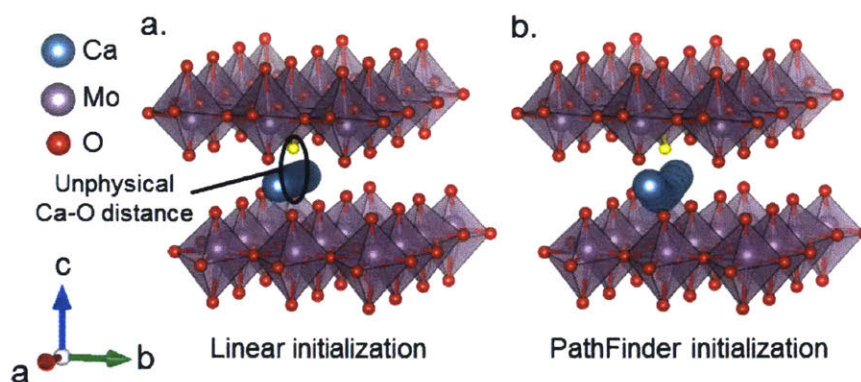 a.
b.
Ca
Mo
O
Unphysical
Ca-O distance
c
b
a
Linear initialization
PathFinder initialization